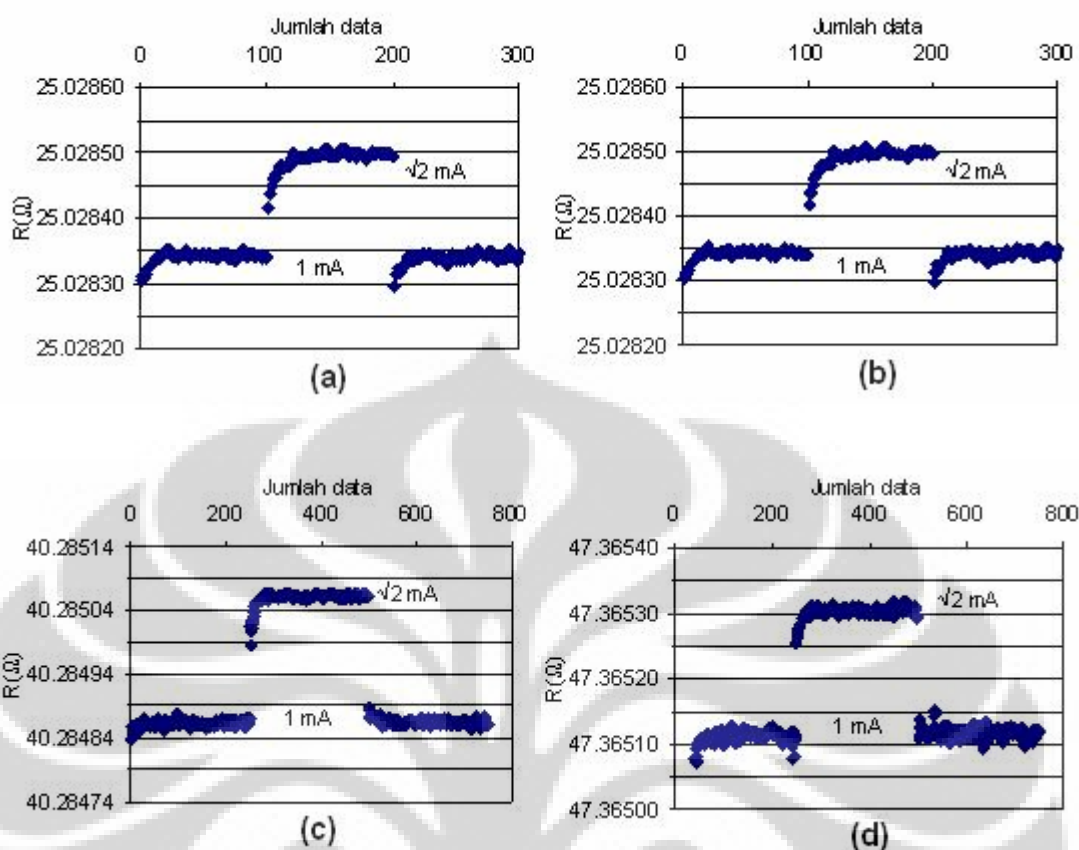 Jumlah data
0 100 200 300
25.02860
25.02850
25.02840
25.02830
25.02820
R(Ω)
√2 mA
1 mA
(a)
Jumlah data
0 100 200 300
25.02860
25.02850
25.02840
25.02830
25.02820
R(Ω)
√2 mA
1 mA
(b)
Jumlah data
0 200 400 600 800
40.28514
40.28504
40.28494
40.28484
40.28474
R(Ω)
√2 mA
1 mA
(c)
Jumlah data
0 200 400 600 800
47.36540
47.36530
47.36520
47.36510
47.36500
R(Ω)
√2 mA
1 mA
(d)